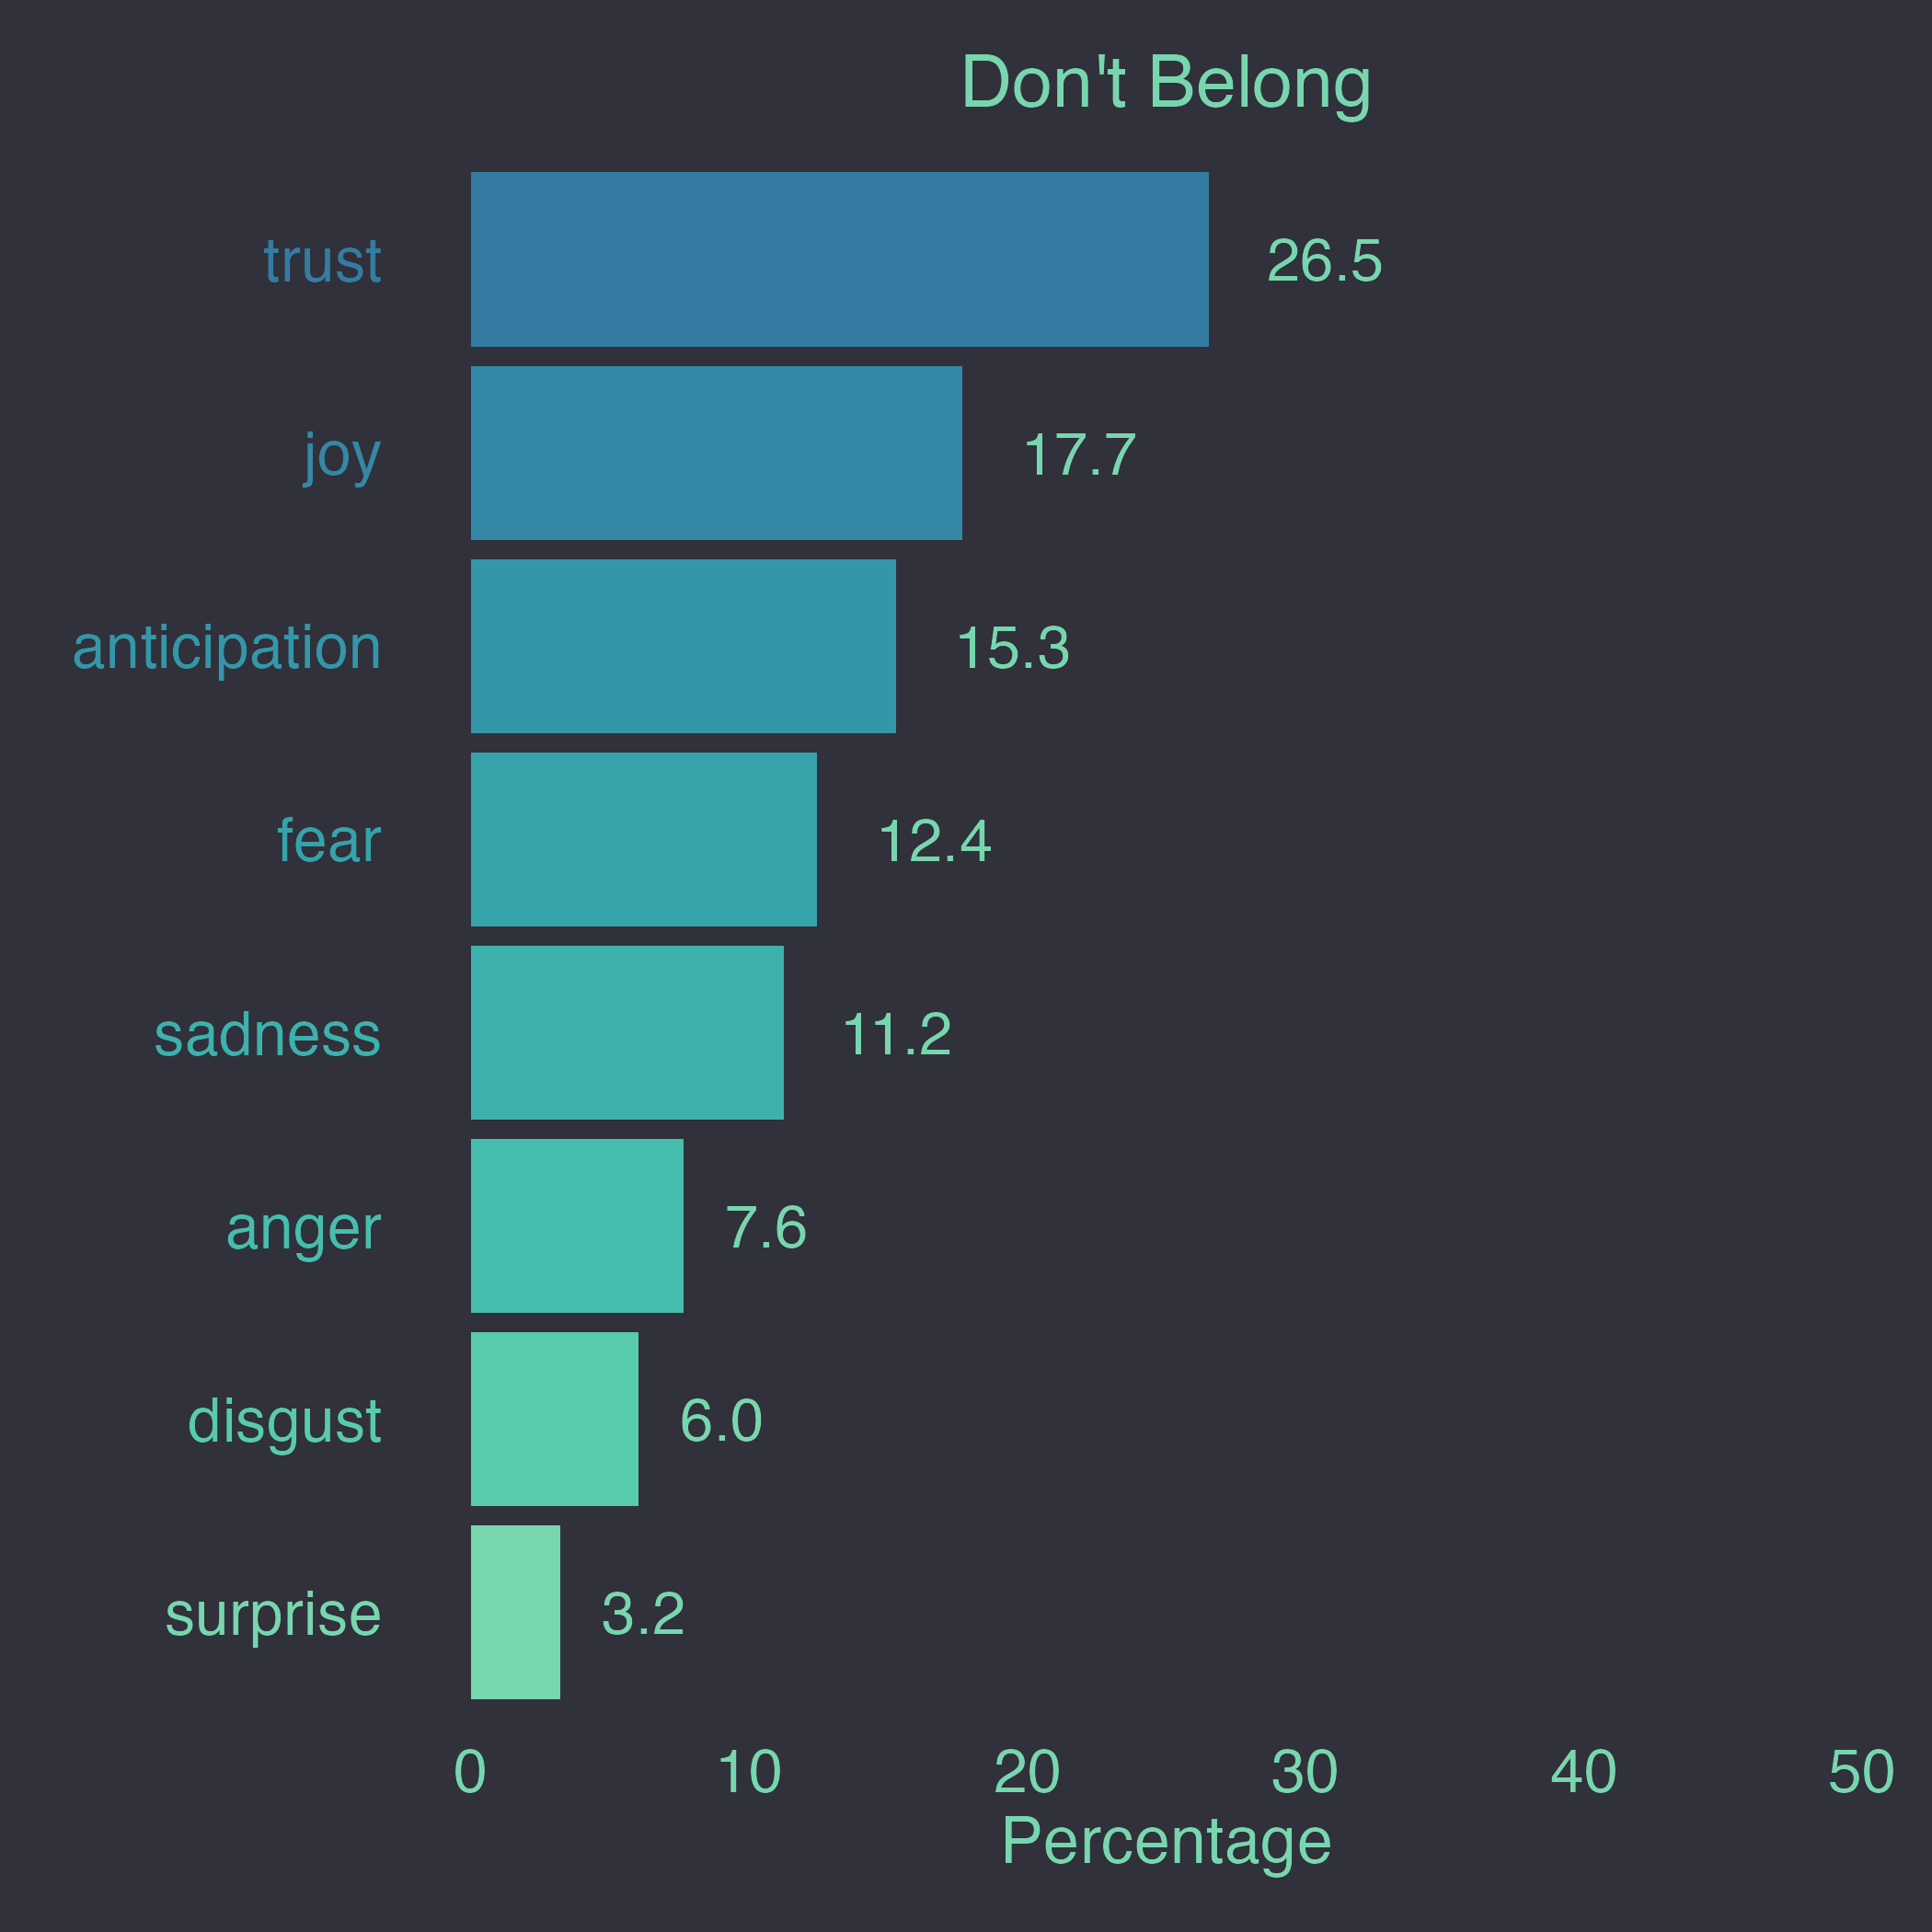 Don't Belong
trust 26.5
joy 17.7
anticipation 15.3
fear 12.4
sadness 11.2
anger 7.6
disgust 6.0
surprise 3.2
0 10 20 30 40 50
Percentage